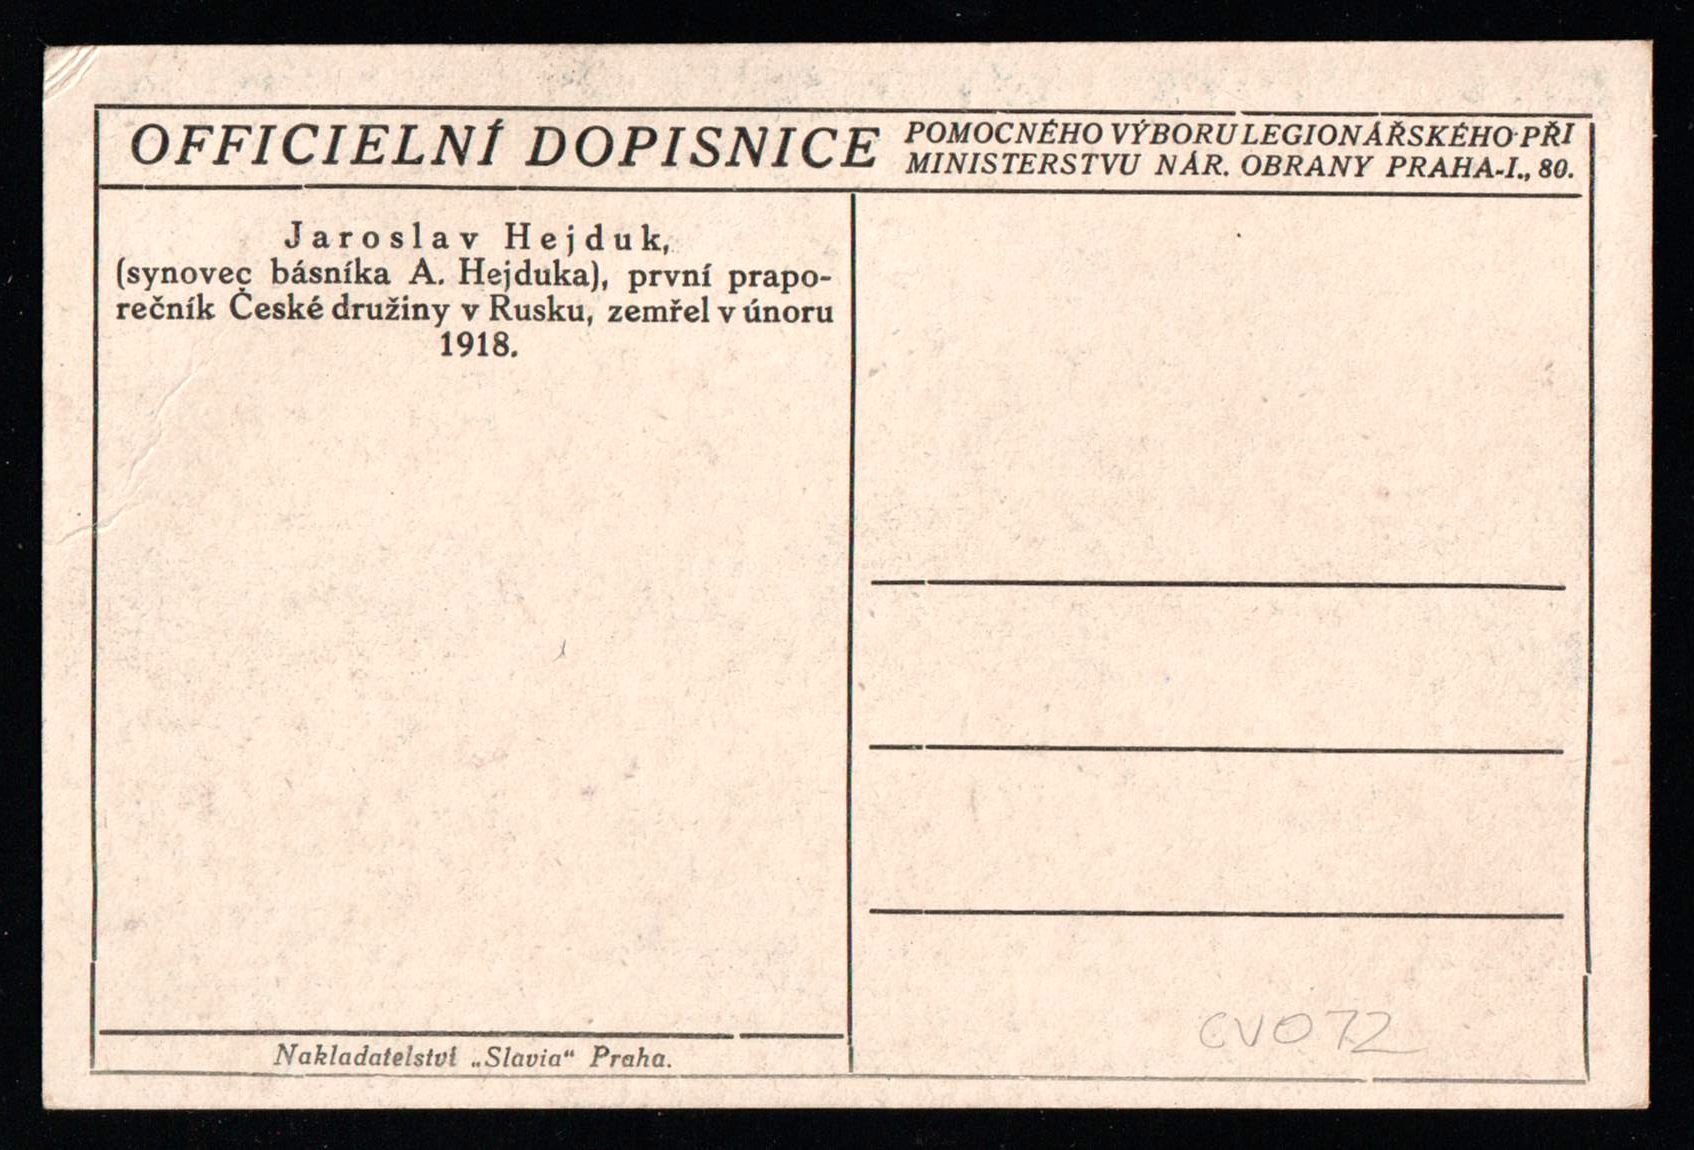 OFFICIELNÍ DOPISNICE
POMOCNÉHO VÝBORU LEGIONÁŘSKÉHO PŘI
MINISTERSTVU NÁR. OBRANY PRAHA-I., 80.
Jaroslav Hejduk,
(synovec básníka A. Hejduka), první prapo-
rečník České družiny v Rusku, zemřel v únoru
1918.
Nakladatelství „Slavia“ Praha.
CV072